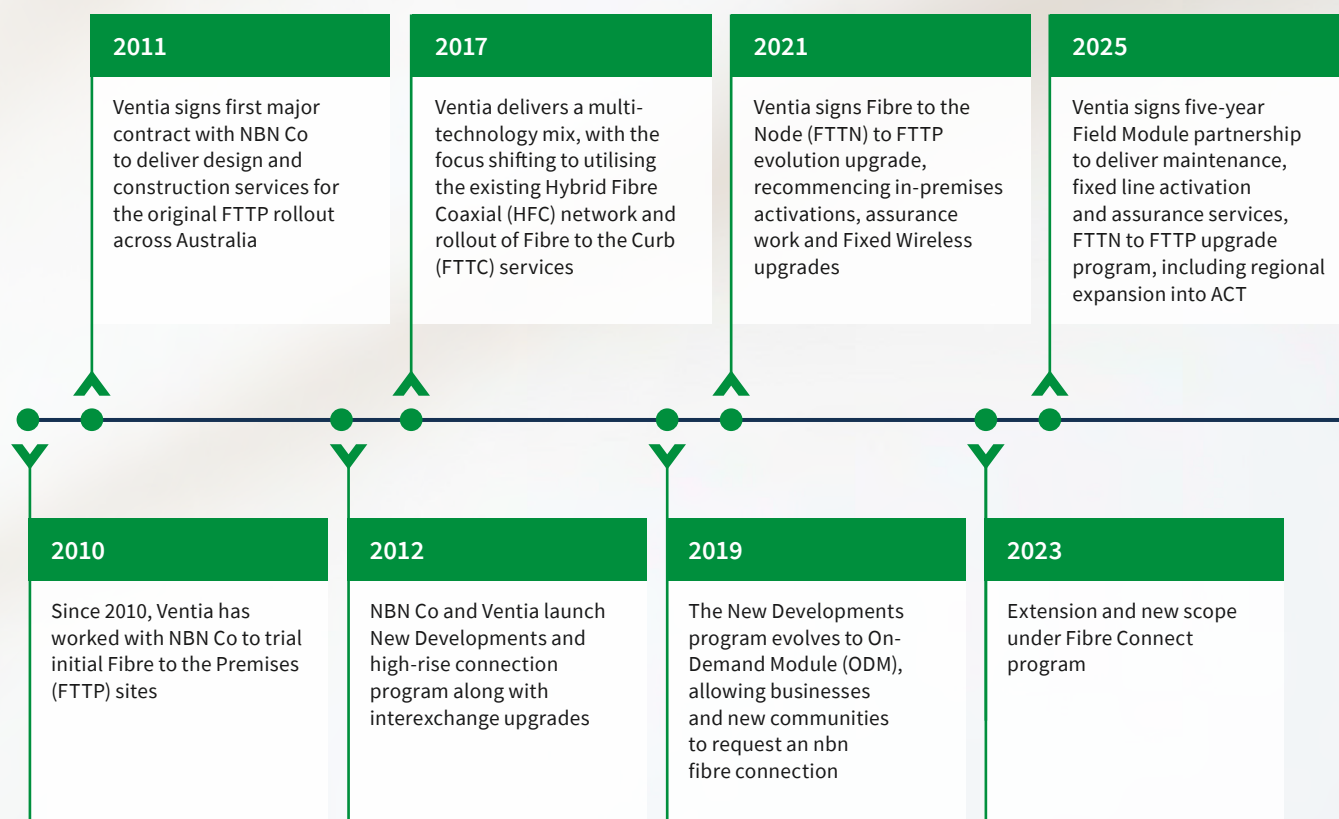 2011
Ventia signs first major
contract with NBN Co
to deliver design and
construction services for
the original FTTP rollout
across Australia
2017
Ventia delivers a multi-
technology mix, with the
focus shifting to utilising
the existing Hybrid Fibre
Coaxial (HFC) network and
rollout of Fibre to the Curb
(FTTC) services
2021
Ventia signs Fibre to the
Node (FTTN) to FTTP
evolution upgrade,
recommencing in-premises
activations, assurance
work and Fixed Wireless
upgrades
2025
Ventia signs five-year
Field Module partnership
to deliver maintenance,
fixed line activation
and assurance services,
FTTN to FTTP upgrade
program, including regional
expansion into ACT
2010
Since 2010, Ventia has
worked with NBN Co to trial
initial Fibre to the Premises
(FTTP) sites
2012
NBN Co and Ventia launch
New Developments and
high-rise connection
program along with
interexchange upgrades
2019
The New Developments
program evolves to On-
Demand Module (ODM),
allowing businesses
and new communities
to request an nbn
fibre connection
2023
Extension and new scope
under Fibre Connect
program